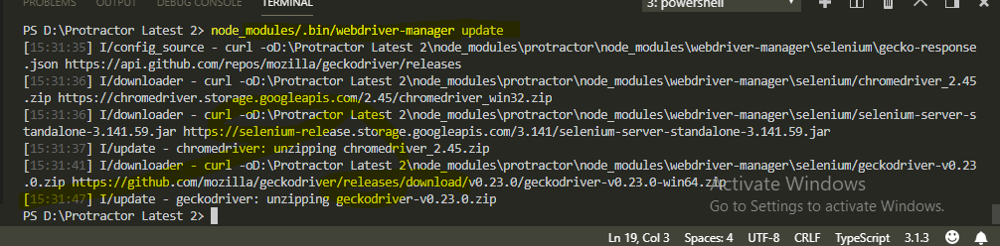 PROBLEMS OUTPUT DEBUG CONSOLE TERMINAL 3: powershell
PS D:\Protractor Latest 2> node_modules/.bin/webdriver-manager update
[15:31:35] I/config_source - curl -oD:\Protractor Latest 2\node_modules\protractor\node_modules\webdriver-manager\selenium\gecko-response
.json https://api.github.com/repos/mozilla/geckodriver/releases
[15:31:36] I/downloader - curl -oD:\Protractor Latest 2\node_modules\protractor\node_modules\webdriver-manager\selenium/chromedriver_2.45
.zip https://chromedriver.storage.googleapis.com/2.45/chromedriver_win32.zip
[15:31:36] I/downloader - curl -oD:\Protractor Latest 2\node_modules\protractor\node_modules\webdriver-manager\selenium/selenium-server-s
tandalone-3.141.59.jar https://selenium-release.storage.googleapis.com/3.141/selenium-server-standalone-3.141.59.jar
[15:31:37] I/update - chromedriver: unzipping chromedriver_2.45.zip
[15:31:41] I/downloader - curl -oD:\Protractor Latest 2\node_modules\protractor\node_modules\webdriver-manager\selenium/geckodriver-v0.23
.0.zip https://github.com/mozilla/geckodriver/releases/download/v0.23.0/geckodriver-v0.23.0-win64.zip
[15:31:47] I/update - geckodriver: unzipping geckodriver-v0.23.0.zip
PS D:\Protractor Latest 2>
Activate Windows
Go to Settings to activate Windows.
Ln 19, Col 3 Spaces: 4 UTF-8 CRLF TypeScript 3.1.3